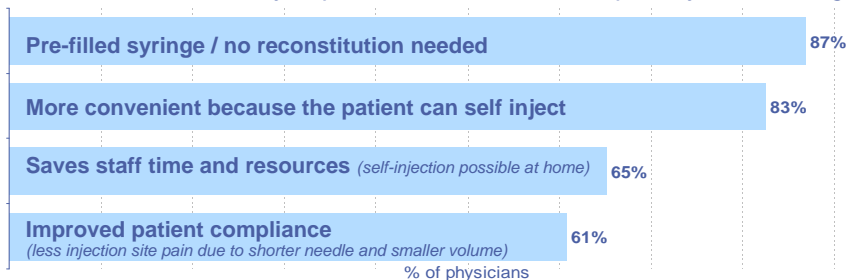 Pre-filled syringe / no reconstitution needed
87%
More convenient because the patient can self inject
83%
Saves staff time and resources (self-injection possible at home)
65%
Improved patient compliance
(less injection site pain due to shorter needle and smaller volume)
61%
% of physicians